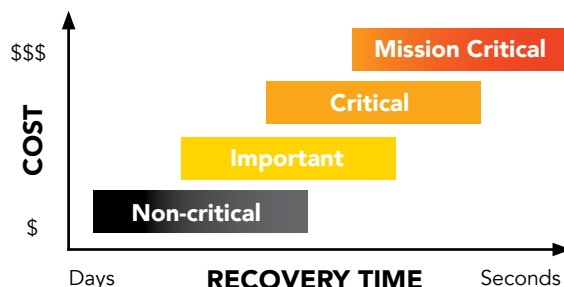 $$$
Mission Critical
Critical
COST
Important
Non-critical
$
Days
RECOVERY TIME
Seconds